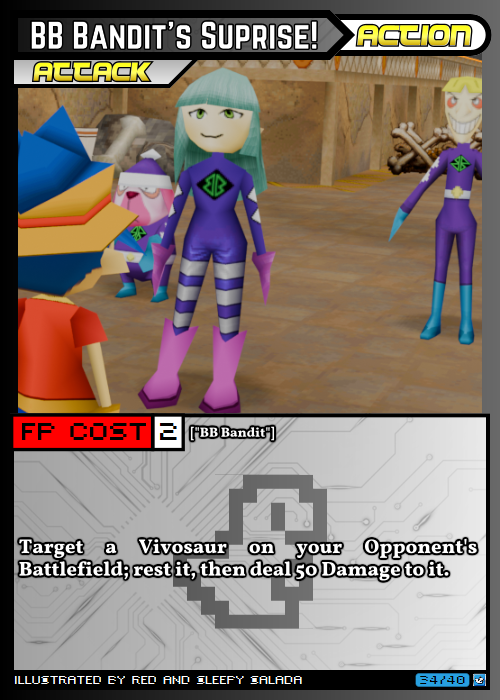 BB Bandit's Suprise!
ACTION
ATTACK
FP COST 2 ["BB Bandit"]
Target a Vivosaur on your Opponent's
Battlefield; rest it, then deal 50 Damage to it.
ILLUSTRATED BY RED AND SLEEPY SALADA
34/40